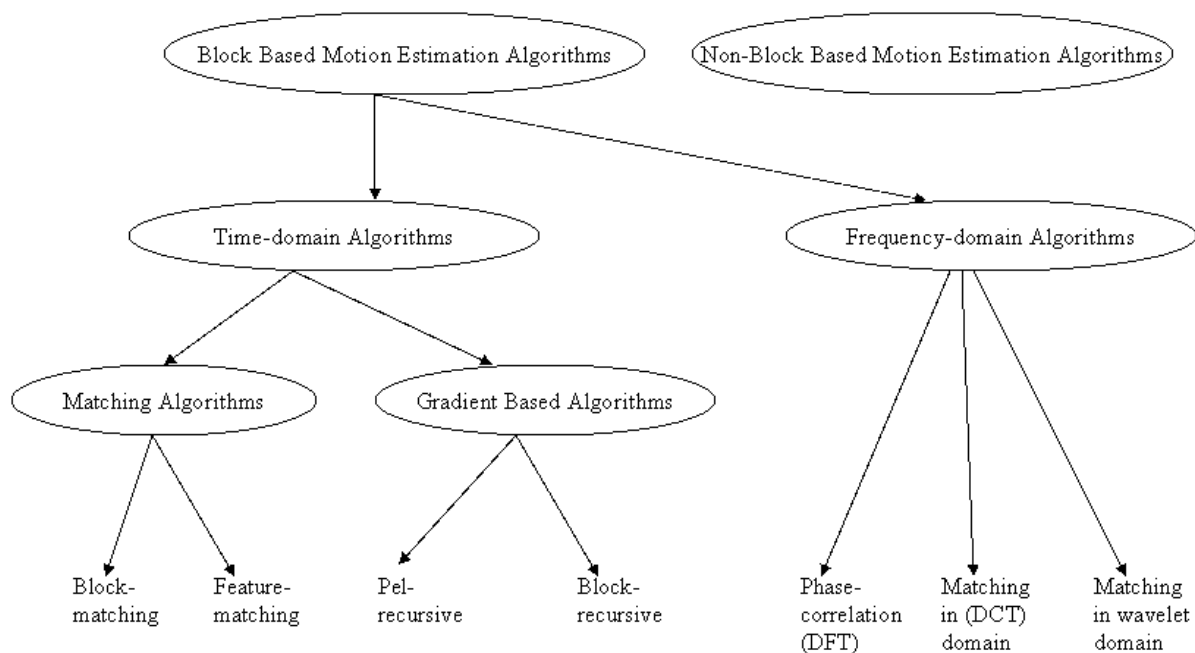 Block Based Motion Estimation Algorithms
Non-Block Based Motion Estimation Algorithms
Time-domain Algorithms
Frequency-domain Algorithms
Matching Algorithms
Gradient Based Algorithms
Block-
matching
Feature-
matching
Pel-
recursive
Block-
recursive
Phase-
correlation
(DFT)
Matching
in (DCT)
domain
Matching
in wavelet
domain